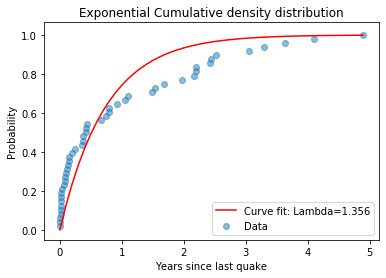 Exponential Cumulative density distribution
1.0
0.8
0.6
0.4
0.2
0.0
Probability
0 1 2 3 4 5
Years since last quake
Curve fit: Lambda=1.356
Data